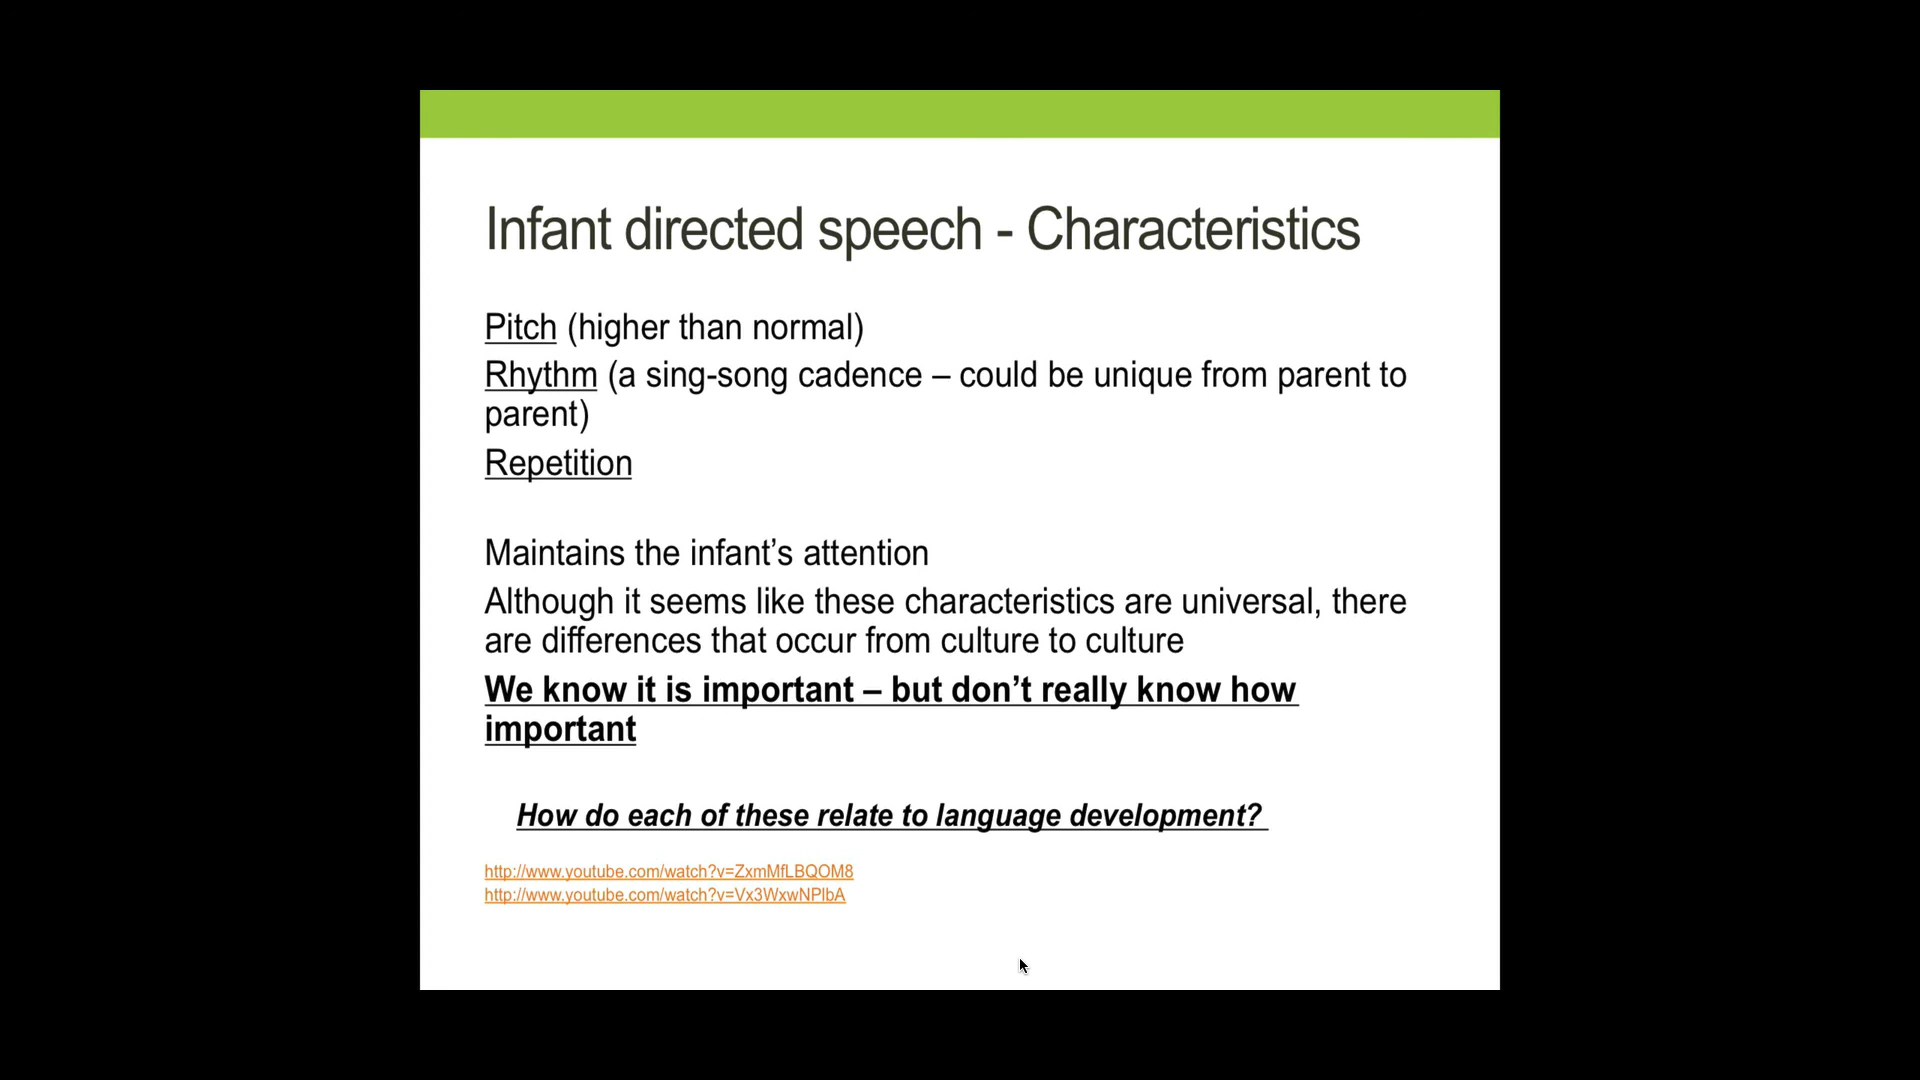 Infant directed speech - Characteristics
Pitch (higher than normal)
Rhythm (a sing-song cadence – could be unique from parent to
parent)
Repetition
Maintains the infant’s attention
Although it seems like these characteristics are universal, there
are differences that occur from culture to culture
We know it is important – but don’t really know how
important
How do each of these relate to language development?
http://www.youtube.com/watch?v=ZxmMfLBQOM8
http://www.youtube.com/watch?v=Vx3WxwNPlbA